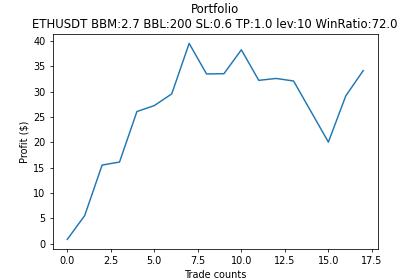 Portfolio
ETHUSDT BBM:2.7 BBL:200 SL:0.6 TP:1.0 lev:10 WinRatio:72.0
40
35
30
25
20
15
10
5
0
Profit ($)
0.0 2.5 5.0 7.5 10.0 12.5 15.0 17.5
Trade counts